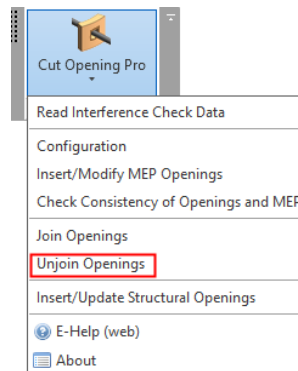 Cut Opening Pro
Read Interference Check Data
Configuration
Insert/Modify MEP Openings
Check Consistency of Openings and MEP
Join Openings
Unjoin Openings
Insert/Update Structural Openings
E-Help (web)
About